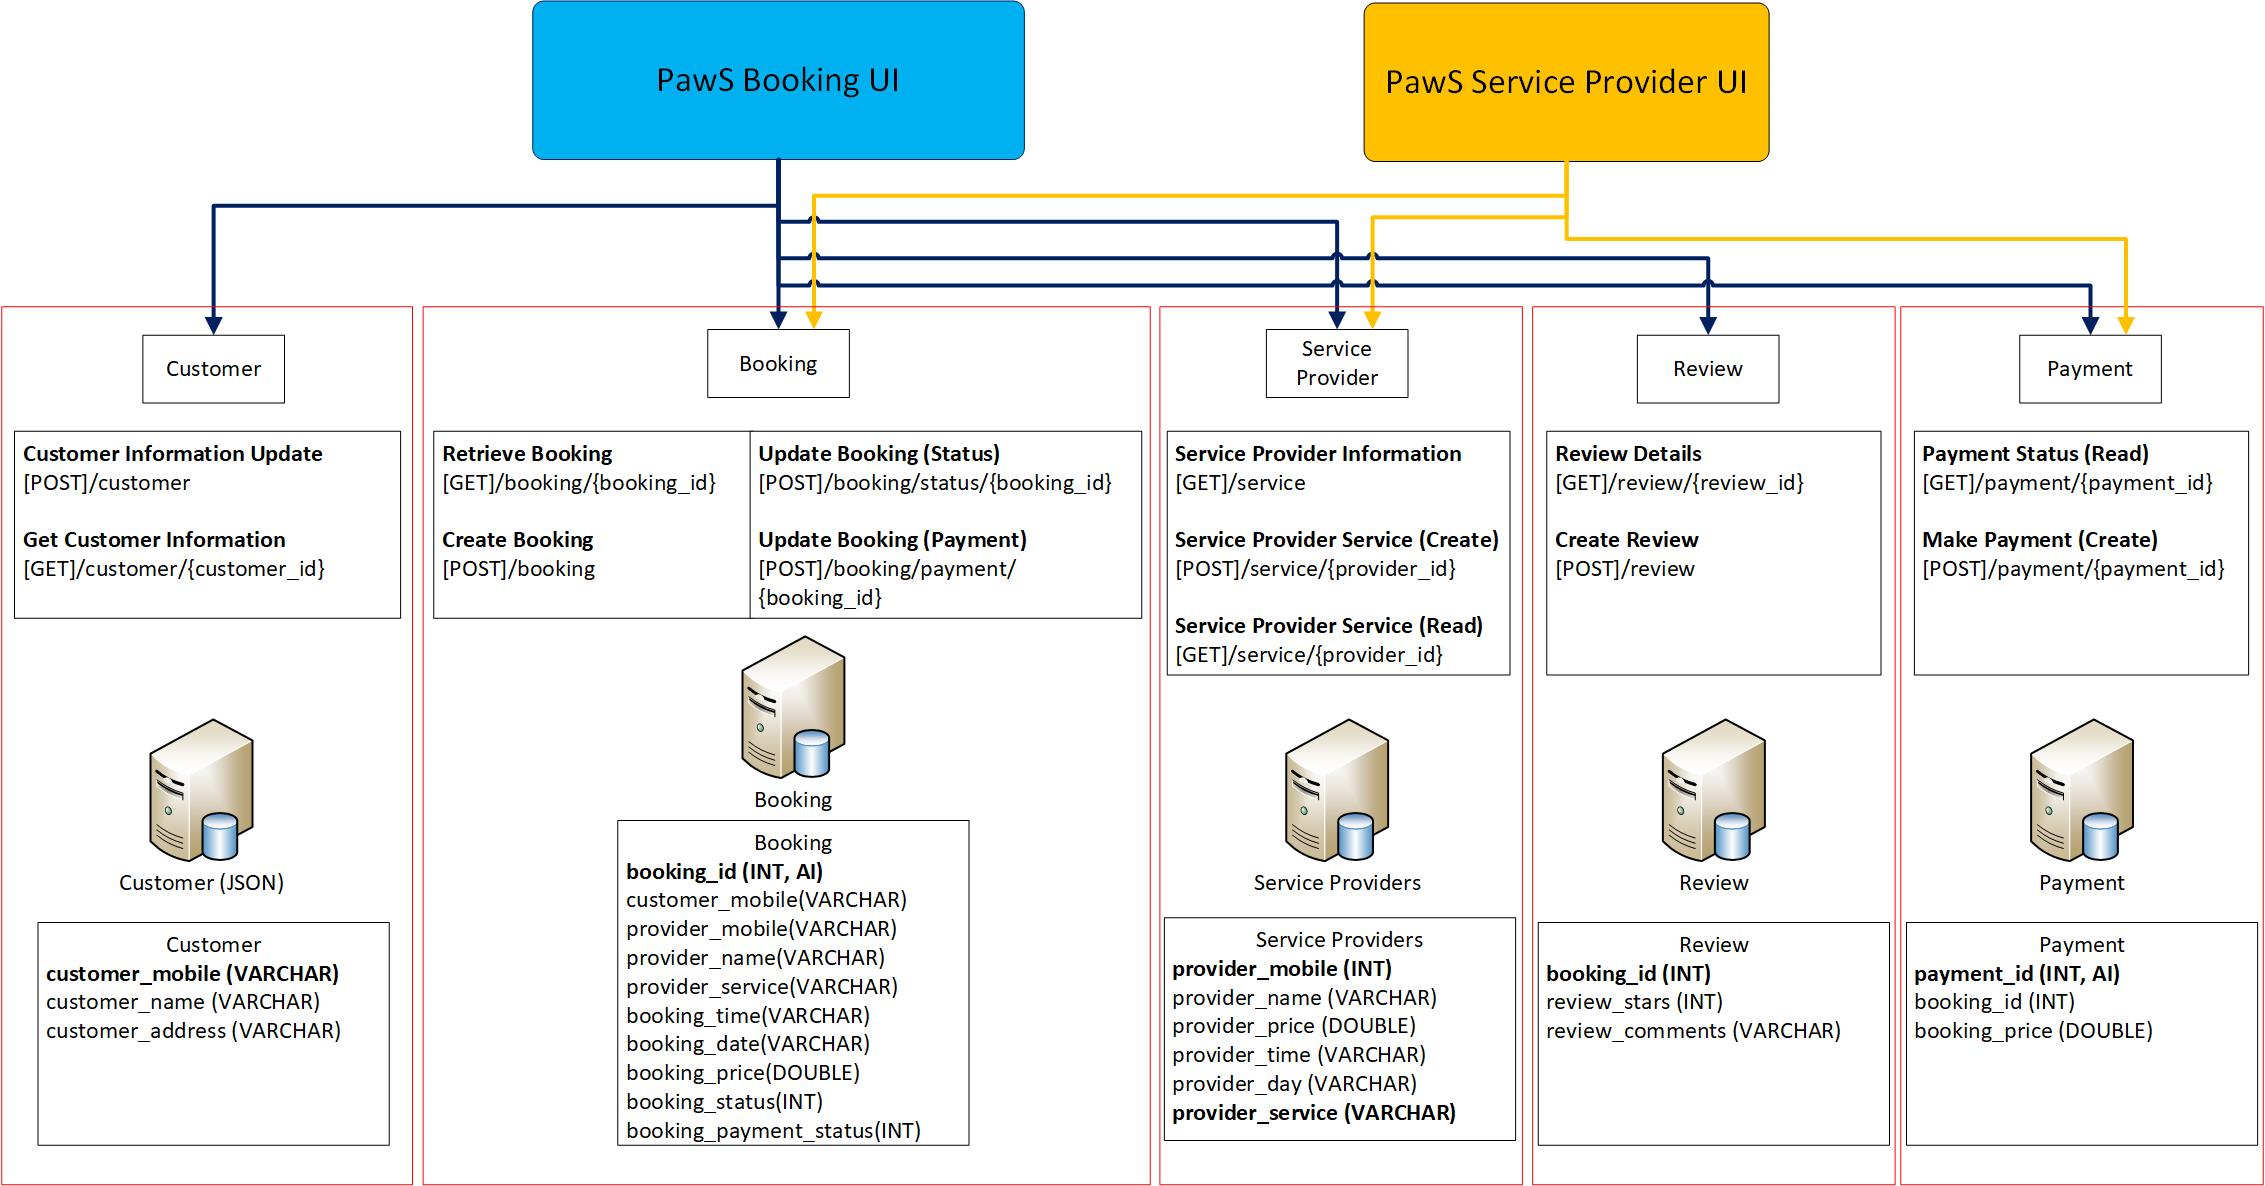 PawS Booking UI
PawS Service Provider UI
Customer
Customer Information Update
[POST]/customer
Get Customer Information
[GET]/customer/{customer_id}
Customer (JSON)
Customer
customer_mobile (VARCHAR)
customer_name (VARCHAR)
customer_address (VARCHAR)
Booking
Retrieve Booking
[GET]/booking/{booking_id}
Create Booking
[POST]/booking
Update Booking (Status)
[POST]/booking/status/{booking_id}
Update Booking (Payment)
[POST]/booking/payment/
{booking_id}
Booking
Booking
booking_id (INT, AI)
customer_mobile(VARCHAR)
provider_mobile(VARCHAR)
provider_name(VARCHAR)
provider_service(VARCHAR)
booking_time(VARCHAR)
booking_date(VARCHAR)
booking_price(DOUBLE)
booking_status(INT)
booking_payment_status(INT)
Service
Provider
Service Provider Information
[GET]/service
Service Provider Service (Create)
[POST]/service/{provider_id}
Service Provider Service (Read)
[GET]/service/{provider_id}
Service Providers
Service Providers
provider_mobile (INT)
provider_name (VARCHAR)
provider_price (DOUBLE)
provider_time (VARCHAR)
provider_day (VARCHAR)
provider_service (VARCHAR)
Review
Review Details
[GET]/review/{review_id}
Create Review
[POST]/review
Review
Review
booking_id (INT)
review_stars (INT)
review_comments (VARCHAR)
Payment
Payment Status (Read)
[GET]/payment/{payment_id}
Make Payment (Create)
[POST]/payment/{payment_id}
Payment
Payment
payment_id (INT, AI)
booking_id (INT)
booking_price (DOUBLE)